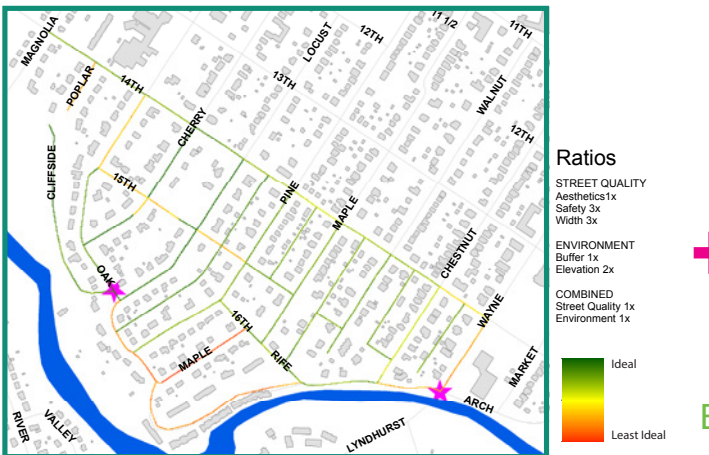 11 1/2
11TH
MAGNOLIA
LOCUST
12TH
POPLAR
14TH
13TH
WALNUT
CHERRY
12TH
CLIFFSIDE
15TH
PINE
MAPLE
CHESTNUT
OAK
WAYNE
16TH
MAPLE
RIFE
MARKET
ARCH
RIVER
VALLEY
LYNDHURST
Ratios
STREET QUALITY
Aesthetics1x
Safety 3x
Width 3x
ENVIRONMENT
Buffer 1x
Elevation 2x
COMBINED
Street Quality 1x
Environment 1x
Ideal
Least Ideal
E